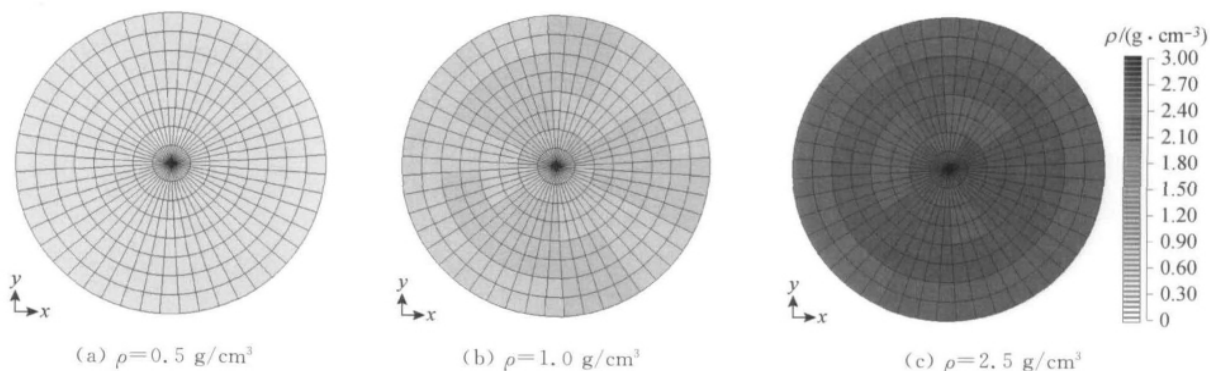 ρ/(g·cm⁻³)
3.00
2.70
2.40
2.10
1.80
1.50
1.20
0.90
0.60
0.30
0
y
x
y
x
y
x
(a) ρ=0.5 g/cm³
(b) ρ=1.0 g/cm³
(c) ρ=2.5 g/cm³